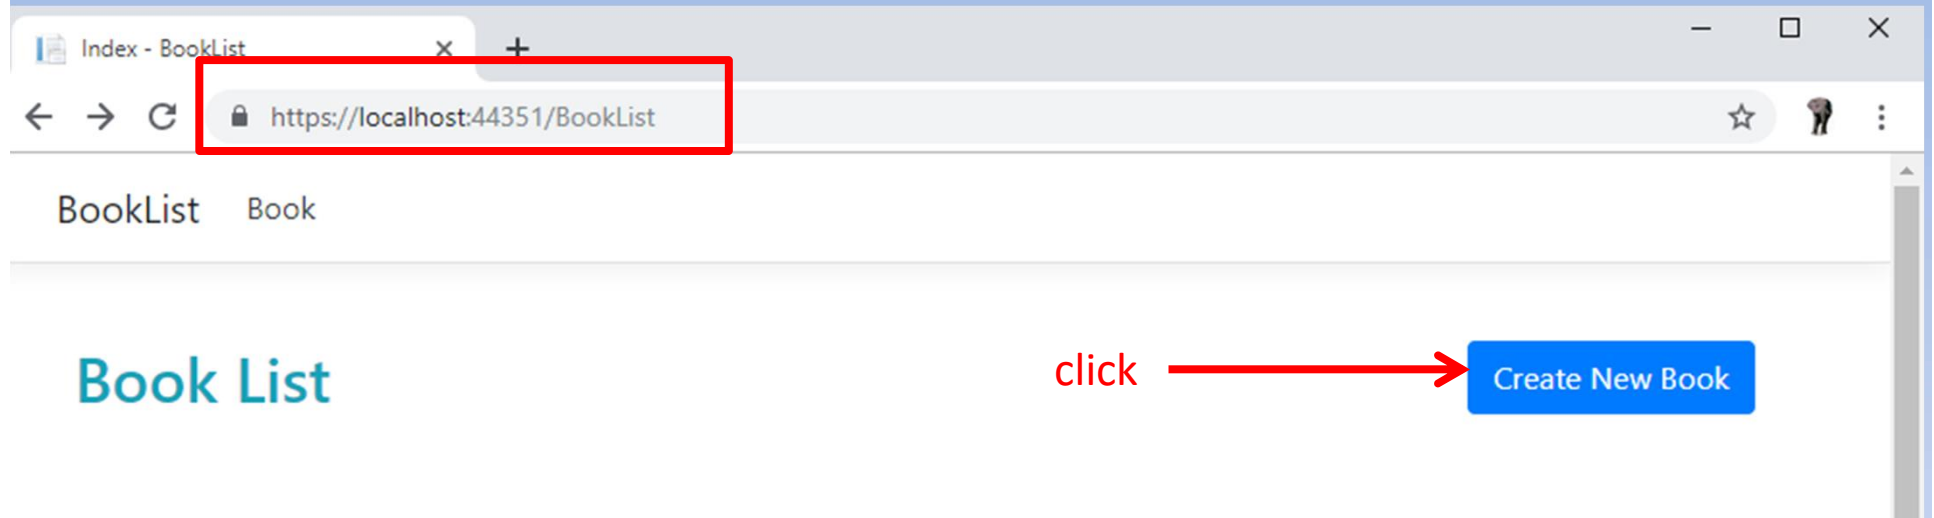 Index - BookList
https://localhost:44351/BookList
BookList Book
Book List
click
Create New Book